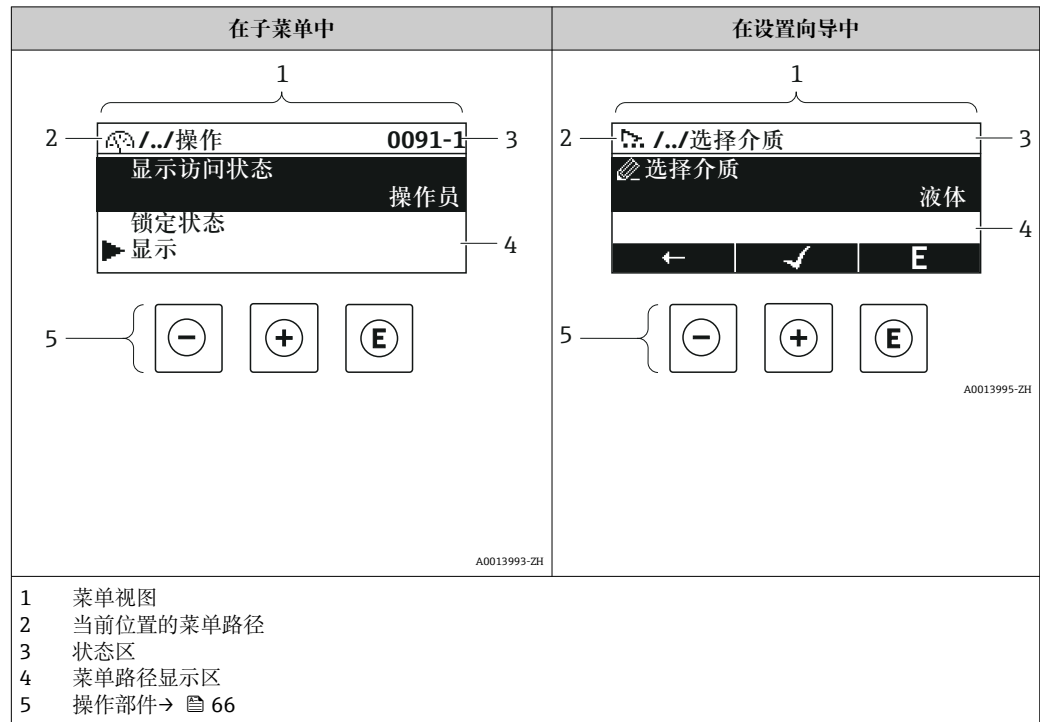 在子菜单中
在设置向导中
1
2
/../操作 0091-1
3
显示访问状态
操作员
锁定状态
显示
4
5
- + E
A0013993-ZH
1
2
/../选择介质
3
选择介质
液体
4
← ✓ E
5
- + E
A0013995-ZH
1 菜单视图
2 当前位置的菜单路径
3 状态区
4 菜单路径显示区
5 操作部件→ 66